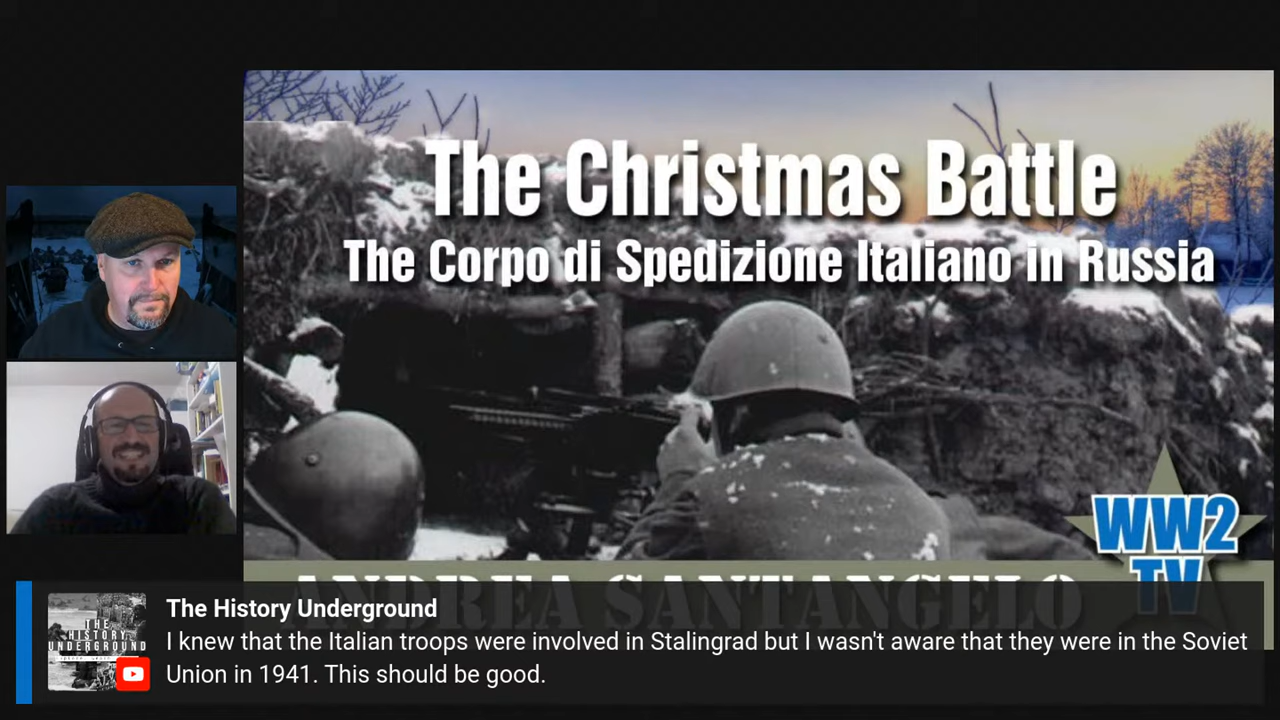 The Christmas Battle
The Corpo di Spedizione Italiano in Russia
WW2
TV
ANDREA SANTANGELO
THE
HISTORY
UNDERGROUND
The History Underground
I knew that the Italian troops were involved in Stalingrad but I wasn't aware that they were in the Soviet
Union in 1941. This should be good.